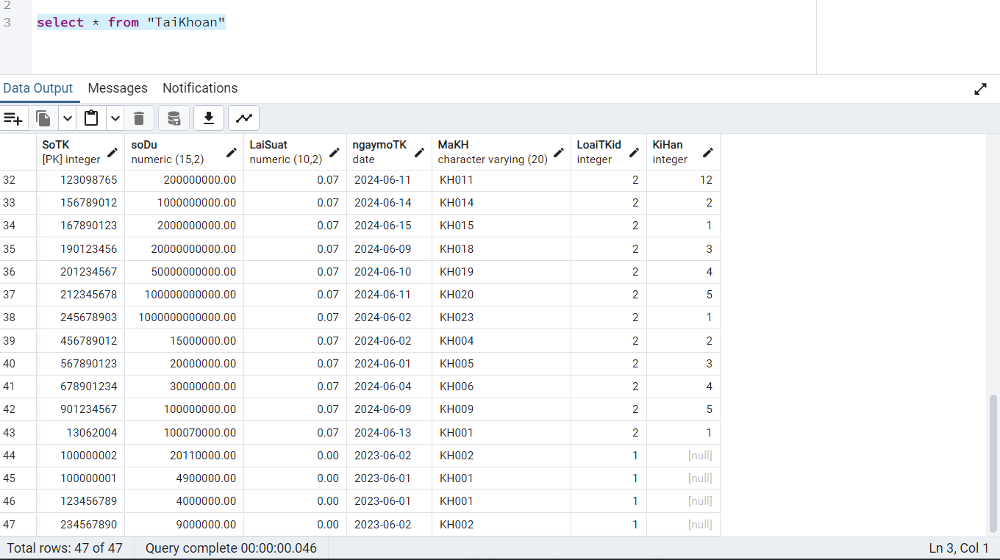 2
3 select * from "TaiKhoan"
Data Output Messages Notifications
SoTK soDu LaiSuat ngaymoTK MaKH LoaiTKid KiHan
[PK] integer numeric (15,2) numeric (10,2) date character varying (20) integer integer
32 123098765 200000000.00 0.07 2024-06-11 KH011 2 12
33 156789012 1000000000.00 0.07 2024-06-14 KH014 2 2
34 167890123 2000000000.00 0.07 2024-06-15 KH015 2 1
35 190123456 20000000000.00 0.07 2024-06-09 KH018 2 3
36 201234567 50000000000.00 0.07 2024-06-10 KH019 2 4
37 212345678 100000000000.00 0.07 2024-06-11 KH020 2 5
38 245678903 1000000000000.00 0.07 2024-06-02 KH023 2 1
39 456789012 15000000.00 0.07 2024-06-02 KH004 2 2
40 567890123 20000000.00 0.07 2024-06-01 KH005 2 3
41 678901234 30000000.00 0.07 2024-06-04 KH006 2 4
42 901234567 100000000.00 0.07 2024-06-09 KH009 2 5
43 13062004 100070000.00 0.07 2024-06-13 KH001 2 1
44 100000002 20110000.00 0.00 2023-06-02 KH002 1 [null]
45 100000001 4900000.00 0.00 2023-06-01 KH001 1 [null]
46 123456789 4000000.00 0.00 2023-06-01 KH001 1 [null]
47 234567890 9000000.00 0.00 2023-06-02 KH002 1 [null]
Total rows: 47 of 47 Query complete 00:00:00.046 Ln 3, Col 1